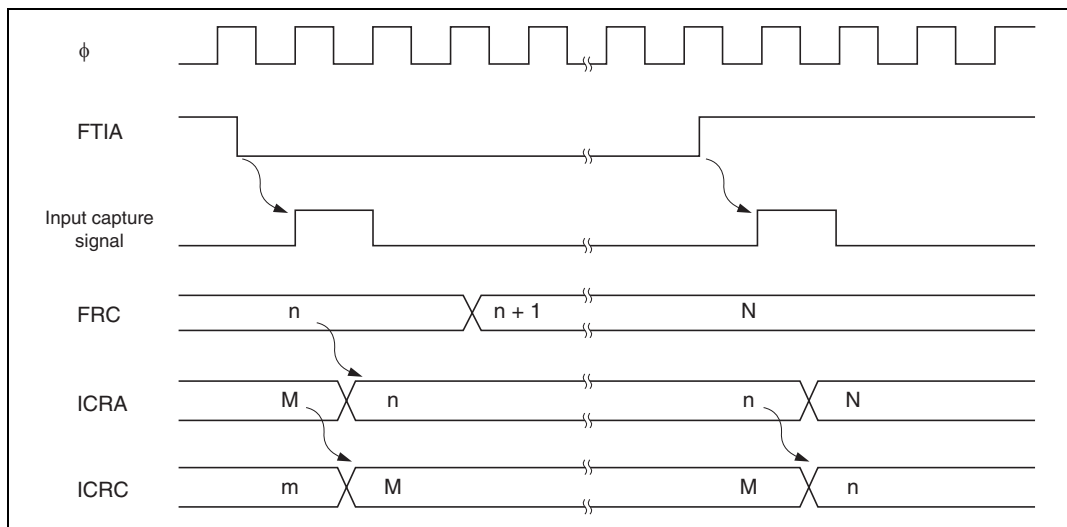 ϕ
FTIA
Input capture
signal
FRC n n + 1 N
ICRA M n n N
ICRC m M M n